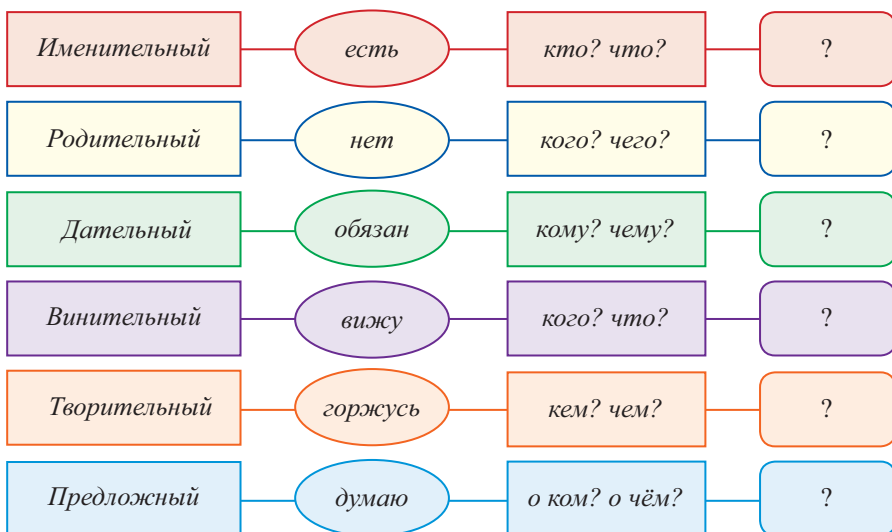 Именительный есть кто? что? ?
Родительный нет кого? чего? ?
Дательный обязан кому? чему? ?
Винительный вижу кого? что? ?
Творительный горжусь кем? чем? ?
Предложный думаю о ком? о чём? ?